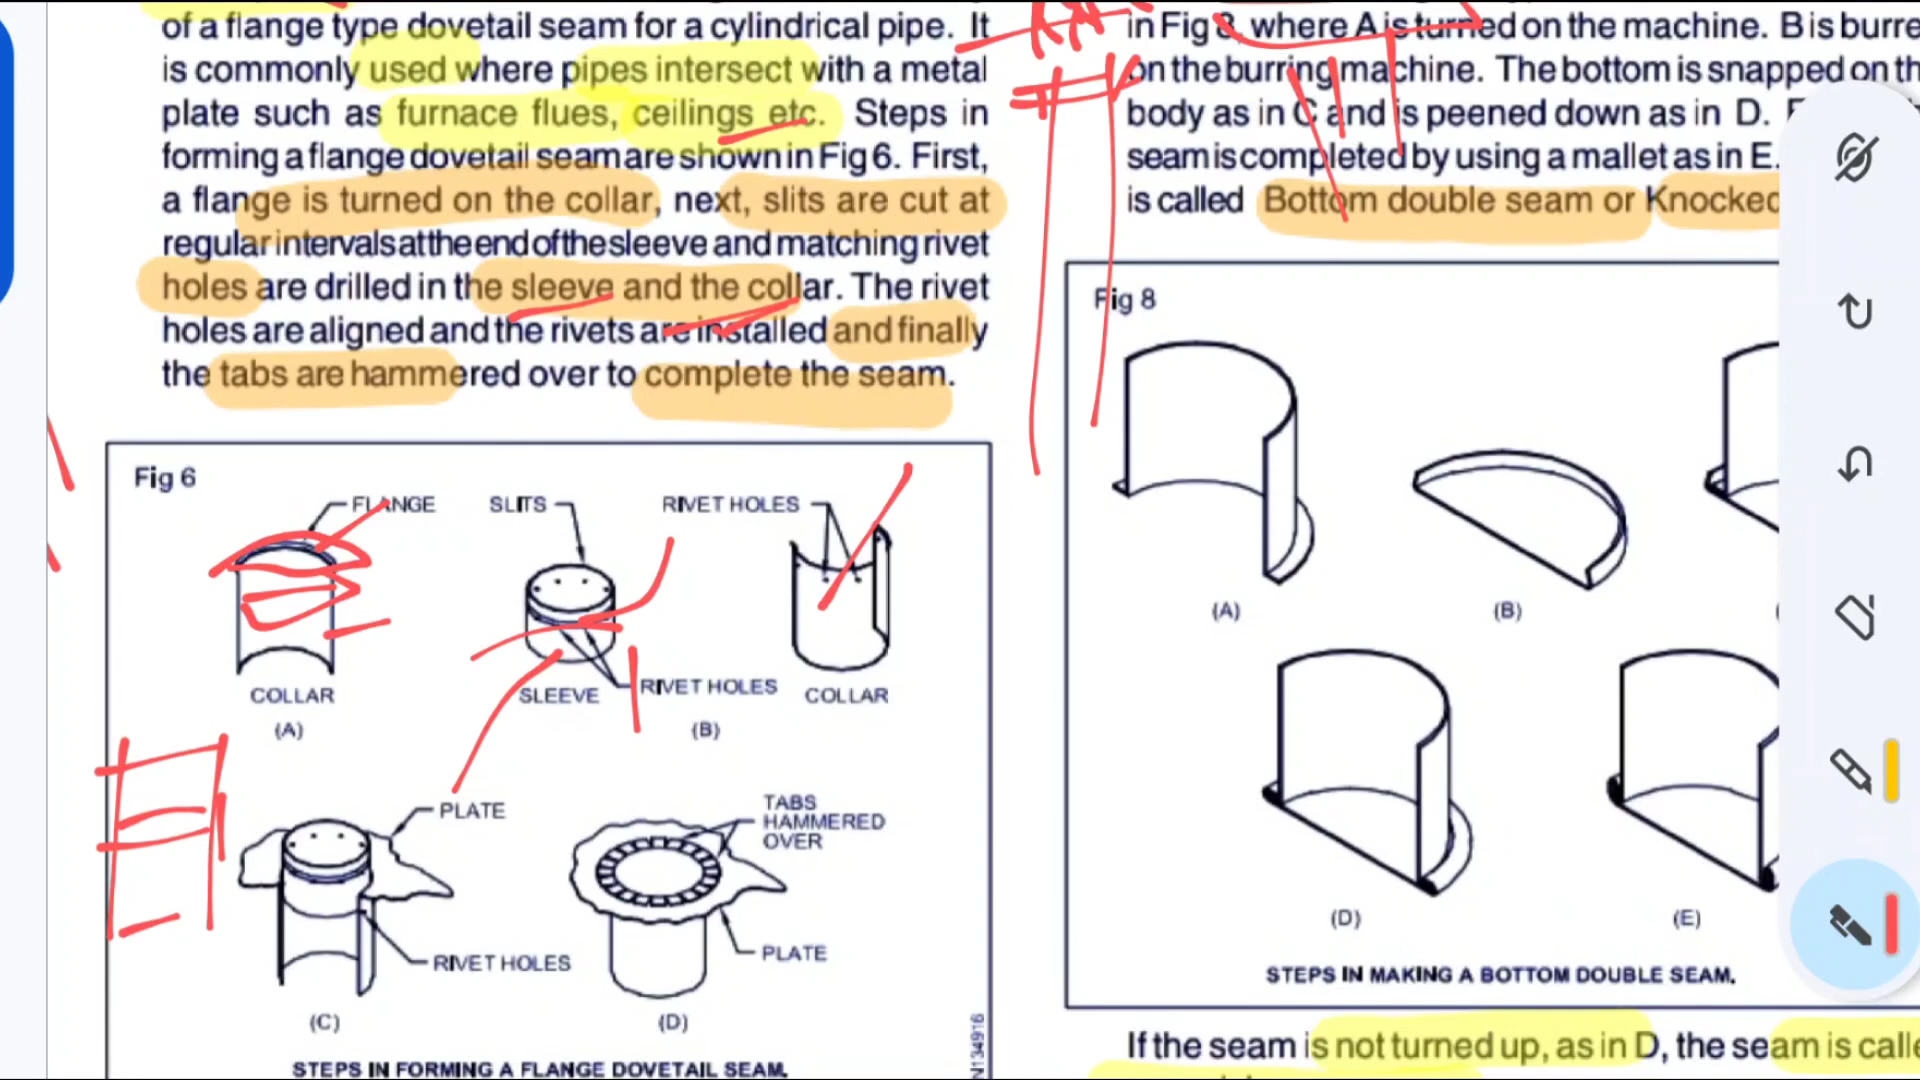 of a flange type dovetail seam for a cylindrical pipe. It
is commonly used where pipes intersect with a metal
plate such as furnace flues, ceilings etc. Steps in
forming a flange dovetail seam are shown in Fig 6. First,
a flange is turned on the collar, next, slits are cut at
regular intervals at the end of the sleeve and matching rivet
holes are drilled in the sleeve and the collar. The rivet
holes are aligned and the rivets are installed and finally
the tabs are hammered over to complete the seam.
Fig 6
FLANGE
SLITS
RIVET HOLES
COLLAR
SLEEVE
RIVET HOLES
COLLAR
(A)
(B)
PLATE
TABS
HAMMERED
OVER
RIVET HOLES
PLATE
(C)
(D)
N134916
STEPS IN FORMING A FLANGE DOVETAIL SEAM.
in Fig 8, where A is turned on the machine. B is burre
on the burring machine. The bottom is snapped on th
body as in C and is peened down as in D.
seam is completed by using a mallet as in E.
is called Bottom double seam or Knocked
Fig 8
(A)
(B)
(D)
(E)
STEPS IN MAKING A BOTTOM DOUBLE SEAM.
If the seam is not turned up, as in D, the seam is calle